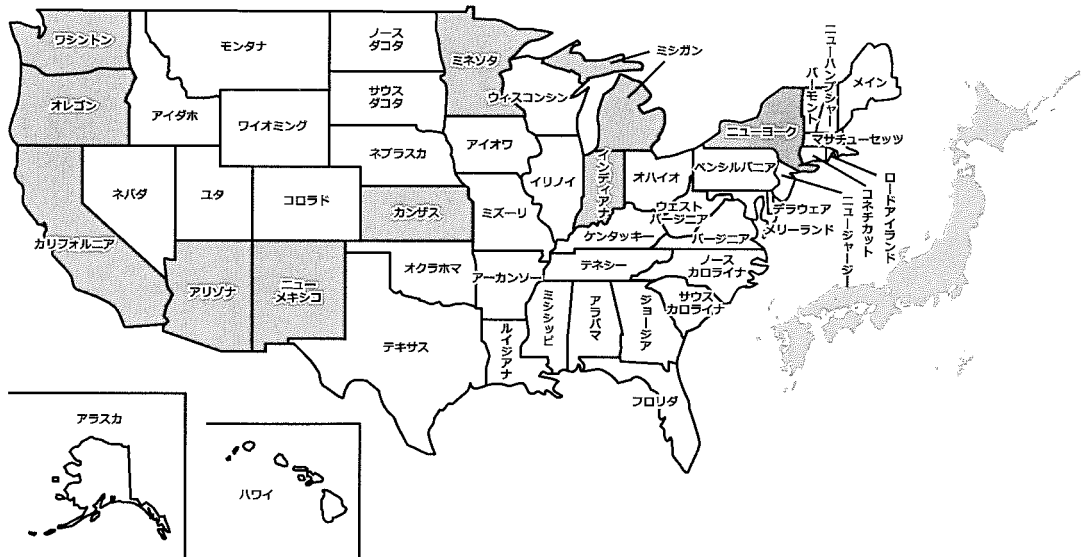 ワシントン
モンタナ
ノース
ダコタ
ミネソタ
ミシガン
ニューハンプシャー
バーモント
メイン
オレゴン
アイダホ
サウス
ダコタ
ウィスコンシン
ワイオミング
ニューヨーク
マサチューセッツ
ネブラスカ
アイオワ
ネバダ
ユタ
コロラド
カンザス
ミズーリ
イリノイ
インディアナ
オハイオ
ペンシルバニア
ウェスト
バージニア
デラウェア
メリーランド
ニュージャージー
コネチカット
ロードアイランド
カリフォルニア
ケンタッキー
バージニア
アリゾナ
ニュー
メキシコ
オクラホマ
アーカンソー
テネシー
ノース
カロライナ
サウス
カロライナ
テキサス
ルイジアナ
ミシシッピ
アラバマ
ジョージア
フロリダ
アラスカ
ハワイ